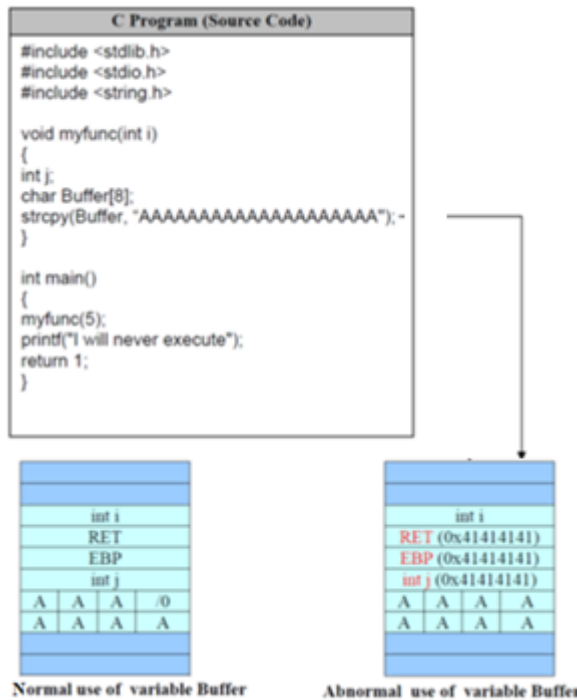 C Program (Source Code)
#include <stdlib.h>
#include <stdio.h>
#include <string.h>
void myfunc(int i)
{
int j;
char Buffer[8];
strcpy(Buffer, "AAAAAAAAAAAAAAAAAAAA");
}
int main()
{
myfunc(5);
printf("I will never execute");
return 1;
}
int i
RET
EBP
int j
A A A /0
A A A A
Normal use of variable Buffer
int i
RET (0x41414141)
EBP (0x41414141)
int j (0x41414141)
A A A A
A A A A
Abnormal use of variable Buffer